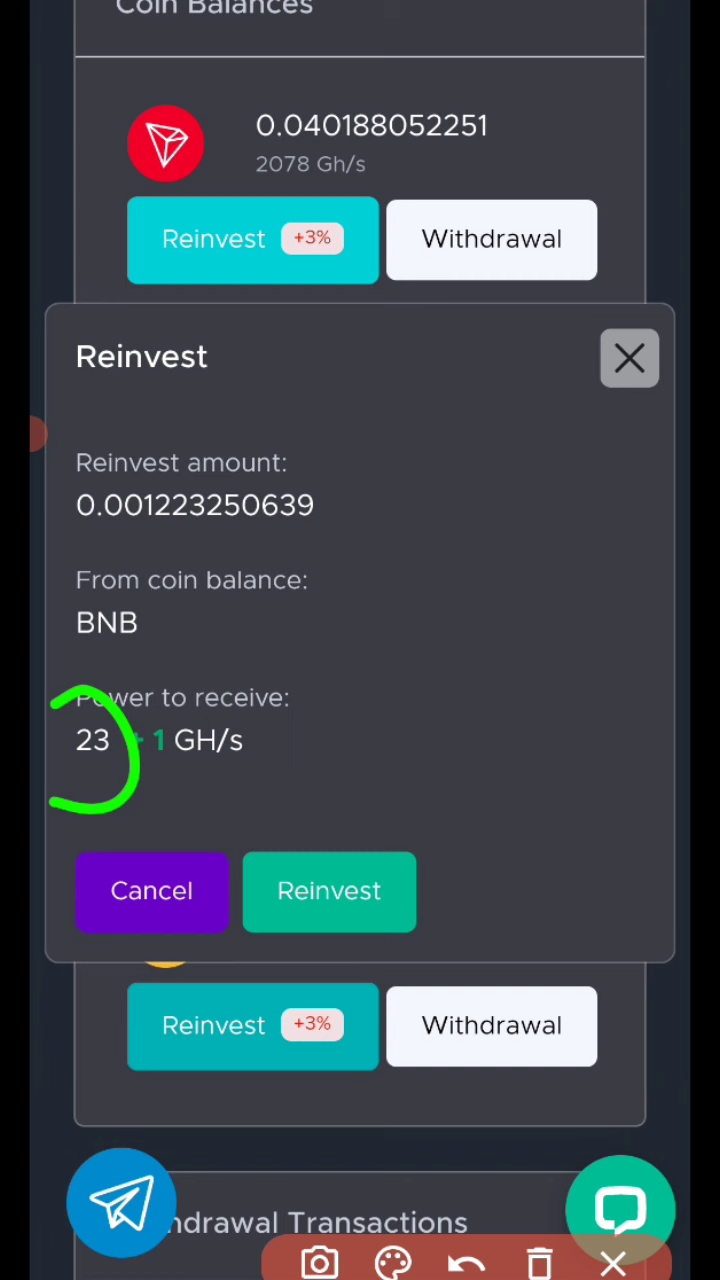 Coin Balances
0.040188052251
2078 Gh/s
Reinvest +3% Withdrawal
Reinvest
Reinvest amount:
0.001223250639
From coin balance:
BNB
Power to receive:
23 + 1 GH/s
Cancel Reinvest
Reinvest +3% Withdrawal
ndrawal Transactions